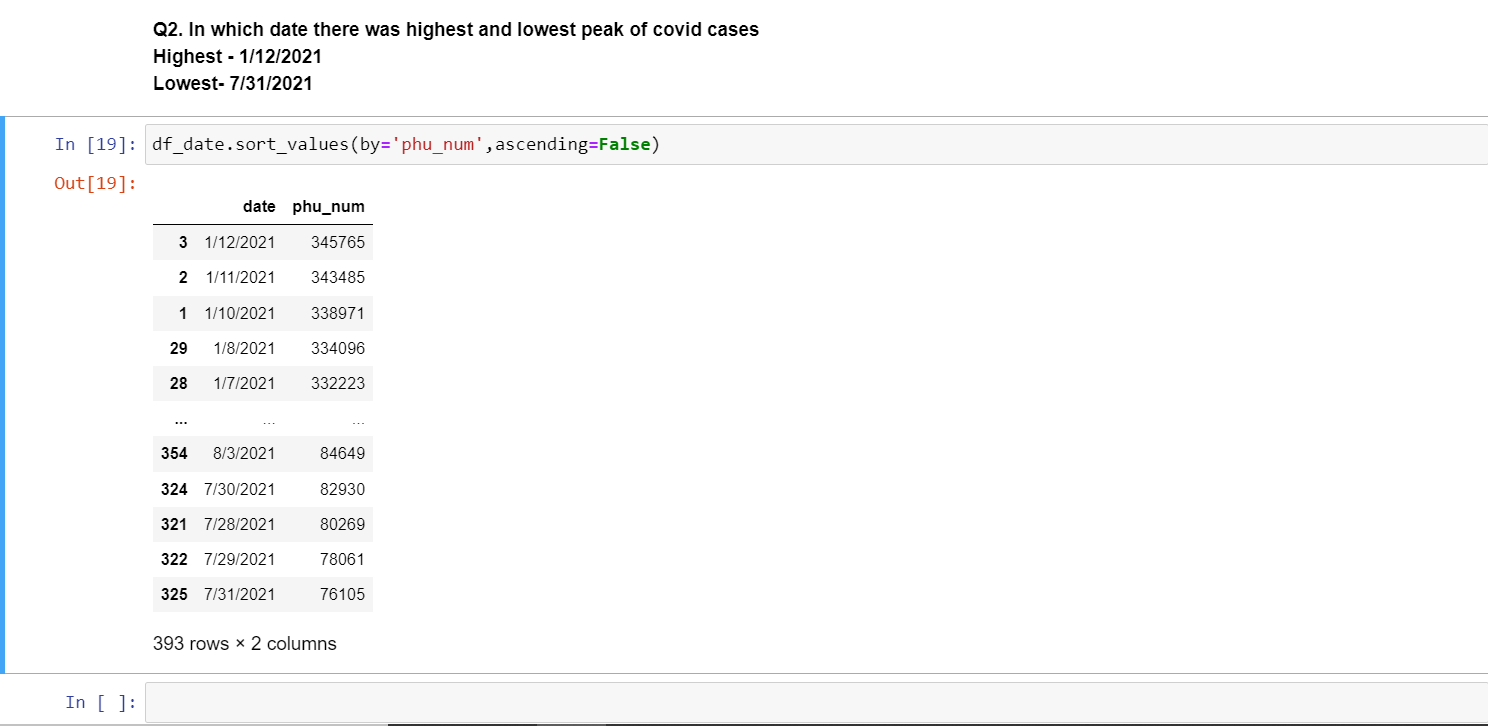 Q2. In which date there was highest and lowest peak of covid cases
Highest - 1/12/2021
Lowest- 7/31/2021
In [19]: df_date.sort_values(by='phu_num',ascending=False)
Out[19]:
date phu_num
3 1/12/2021 345765
2 1/11/2021 343485
1 1/10/2021 338971
29 1/8/2021 334096
28 1/7/2021 332223
... ... ...
354 8/3/2021 84649
324 7/30/2021 82930
321 7/28/2021 80269
322 7/29/2021 78061
325 7/31/2021 76105
393 rows × 2 columns
In [ ]: